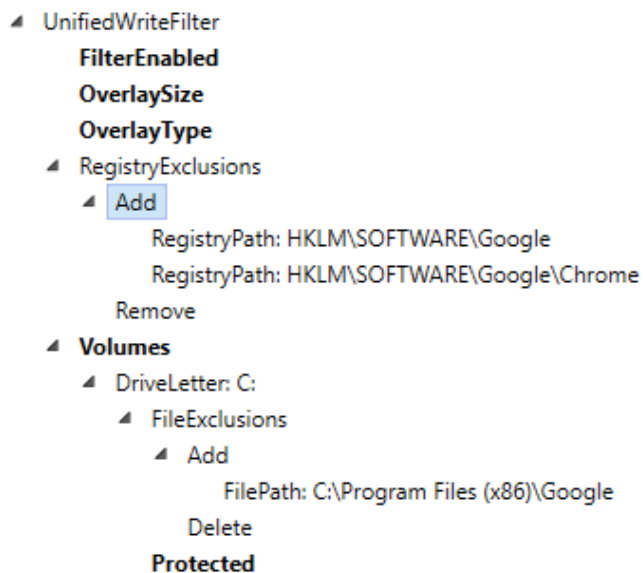 UnifiedWriteFilter
FilterEnabled
OverlaySize
OverlayType
RegistryExclusions
Add
RegistryPath: HKLM\SOFTWARE\Google
RegistryPath: HKLM\SOFTWARE\Google\Chrome
Remove
Volumes
DriveLetter: C:
FileExclusions
Add
FilePath: C:\Program Files (x86)\Google
Delete
Protected